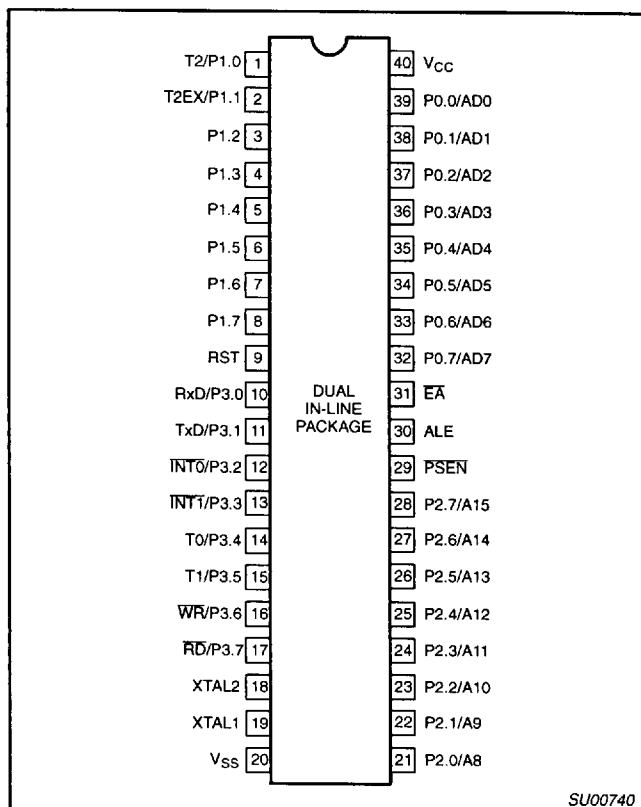 T2/P1.0 1
T2EX/P1.1 2
P1.2 3
P1.3 4
P1.4 5
P1.5 6
P1.6 7
P1.7 8
RST 9
RxD/P3.0 10
TxD/P3.1 11
I̅N̅T̅0̅/P3.2 12
I̅N̅T̅1̅/P3.3 13
T0/P3.4 14
T1/P3.5 15
W̅R̅/P3.6 16
R̅D̅/P3.7 17
XTAL2 18
XTAL1 19
VSS 20
DUAL
IN-LINE
PACKAGE
40 VCC
39 P0.0/AD0
38 P0.1/AD1
37 P0.2/AD2
36 P0.3/AD3
35 P0.4/AD4
34 P0.5/AD5
33 P0.6/AD6
32 P0.7/AD7
31 E̅A̅
30 ALE
29 P̅S̅E̅N̅
28 P2.7/A15
27 P2.6/A14
26 P2.5/A13
25 P2.4/A12
24 P2.3/A11
23 P2.2/A10
22 P2.1/A9
21 P2.0/A8
SU00740